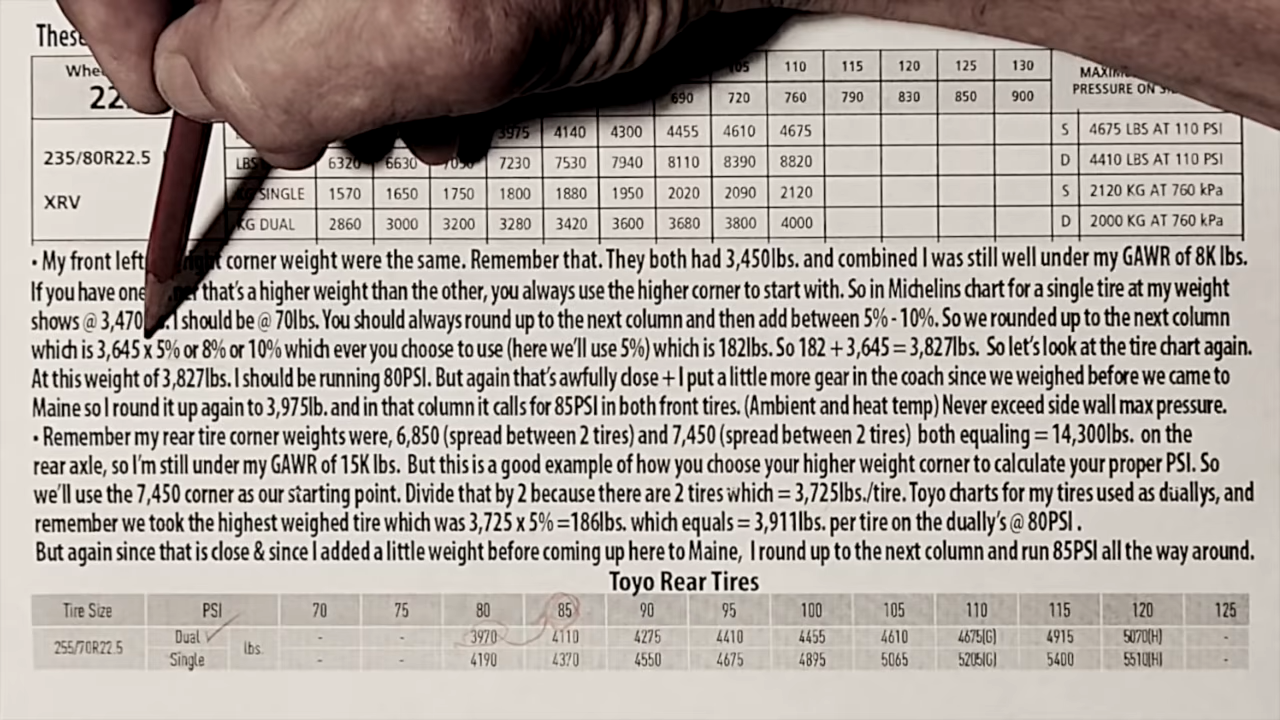 These
Whe 105 110 115 120 125 130 MAXIM
22. 690 720 760 790 830 850 900 PRESSURE ON
3975 4140 4300 4455 4610 4675 S 4675 LBS AT 110 PSI
235/80R22.5 LBS 6320 6630 7050 7230 7530 7940 8110 8390 8820 D 4410 LBS AT 110 PSI
XRV SINGLE 1570 1650 1750 1800 1880 1950 2020 2090 2120 S 2120 KG AT 760 kPa
KG DUAL 2860 3000 3200 3280 3420 3600 3680 3800 4000 D 2000 KG AT 760 kPa
• My front left right corner weight were the same. Remember that. They both had 3,450lbs. and combined I was still well under my GAWR of 8K lbs.
If you have one that's a higher weight than the other, you always use the higher corner to start with. So in Michelins chart for a single tire at my weight
shows @ 3,470 I should be @ 70lbs. You should always round up to the next column and then add between 5% - 10%. So we rounded up to the next column
which is 3,645 x 5% or 8% or 10% which ever you choose to use (here we'll use 5%) which is 182lbs. So 182 + 3,645 = 3,827lbs. So let's look at the tire chart again.
At this weight of 3,827lbs. I should be running 80PSI. But again that's awfully close + I put a little more gear in the coach since we weighed before we came to
Maine so I round it up again to 3,975lb. and in that column it calls for 85PSI in both front tires. (Ambient and heat temp) Never exceed side wall max pressure.
• Remember my rear tire corner weights were, 6,850 (spread between 2 tires) and 7,450 (spread between 2 tires) both equaling = 14,300lbs. on the
rear axle, so I'm still under my GAWR of 15K lbs. But this is a good example of how you choose your higher weight corner to calculate your proper PSI. So
we'll use the 7,450 corner as our starting point. Divide that by 2 because there are 2 tires which = 3,725lbs./tire. Toyo charts for my tires used as duallys, and
remember we took the highest weighed tire which was 3,725 x 5% =186lbs. which equals = 3,911lbs. per tire on the dually's @ 80PSI .
But again since that is close & since I added a little weight before coming up here to Maine, I round up to the next column and run 85PSI all the way around.
Toyo Rear Tires
Tire Size PSI 70 75 80 85 90 95 100 105 110 115 120 125
255/70R22.5 Dual lbs. - - 3970 4110 4275 4410 4455 4610 4675(G) 4915 5070(H) -
Single - - 4190 4370 4550 4675 4895 5065 5205(G) 5400 5510(H) -